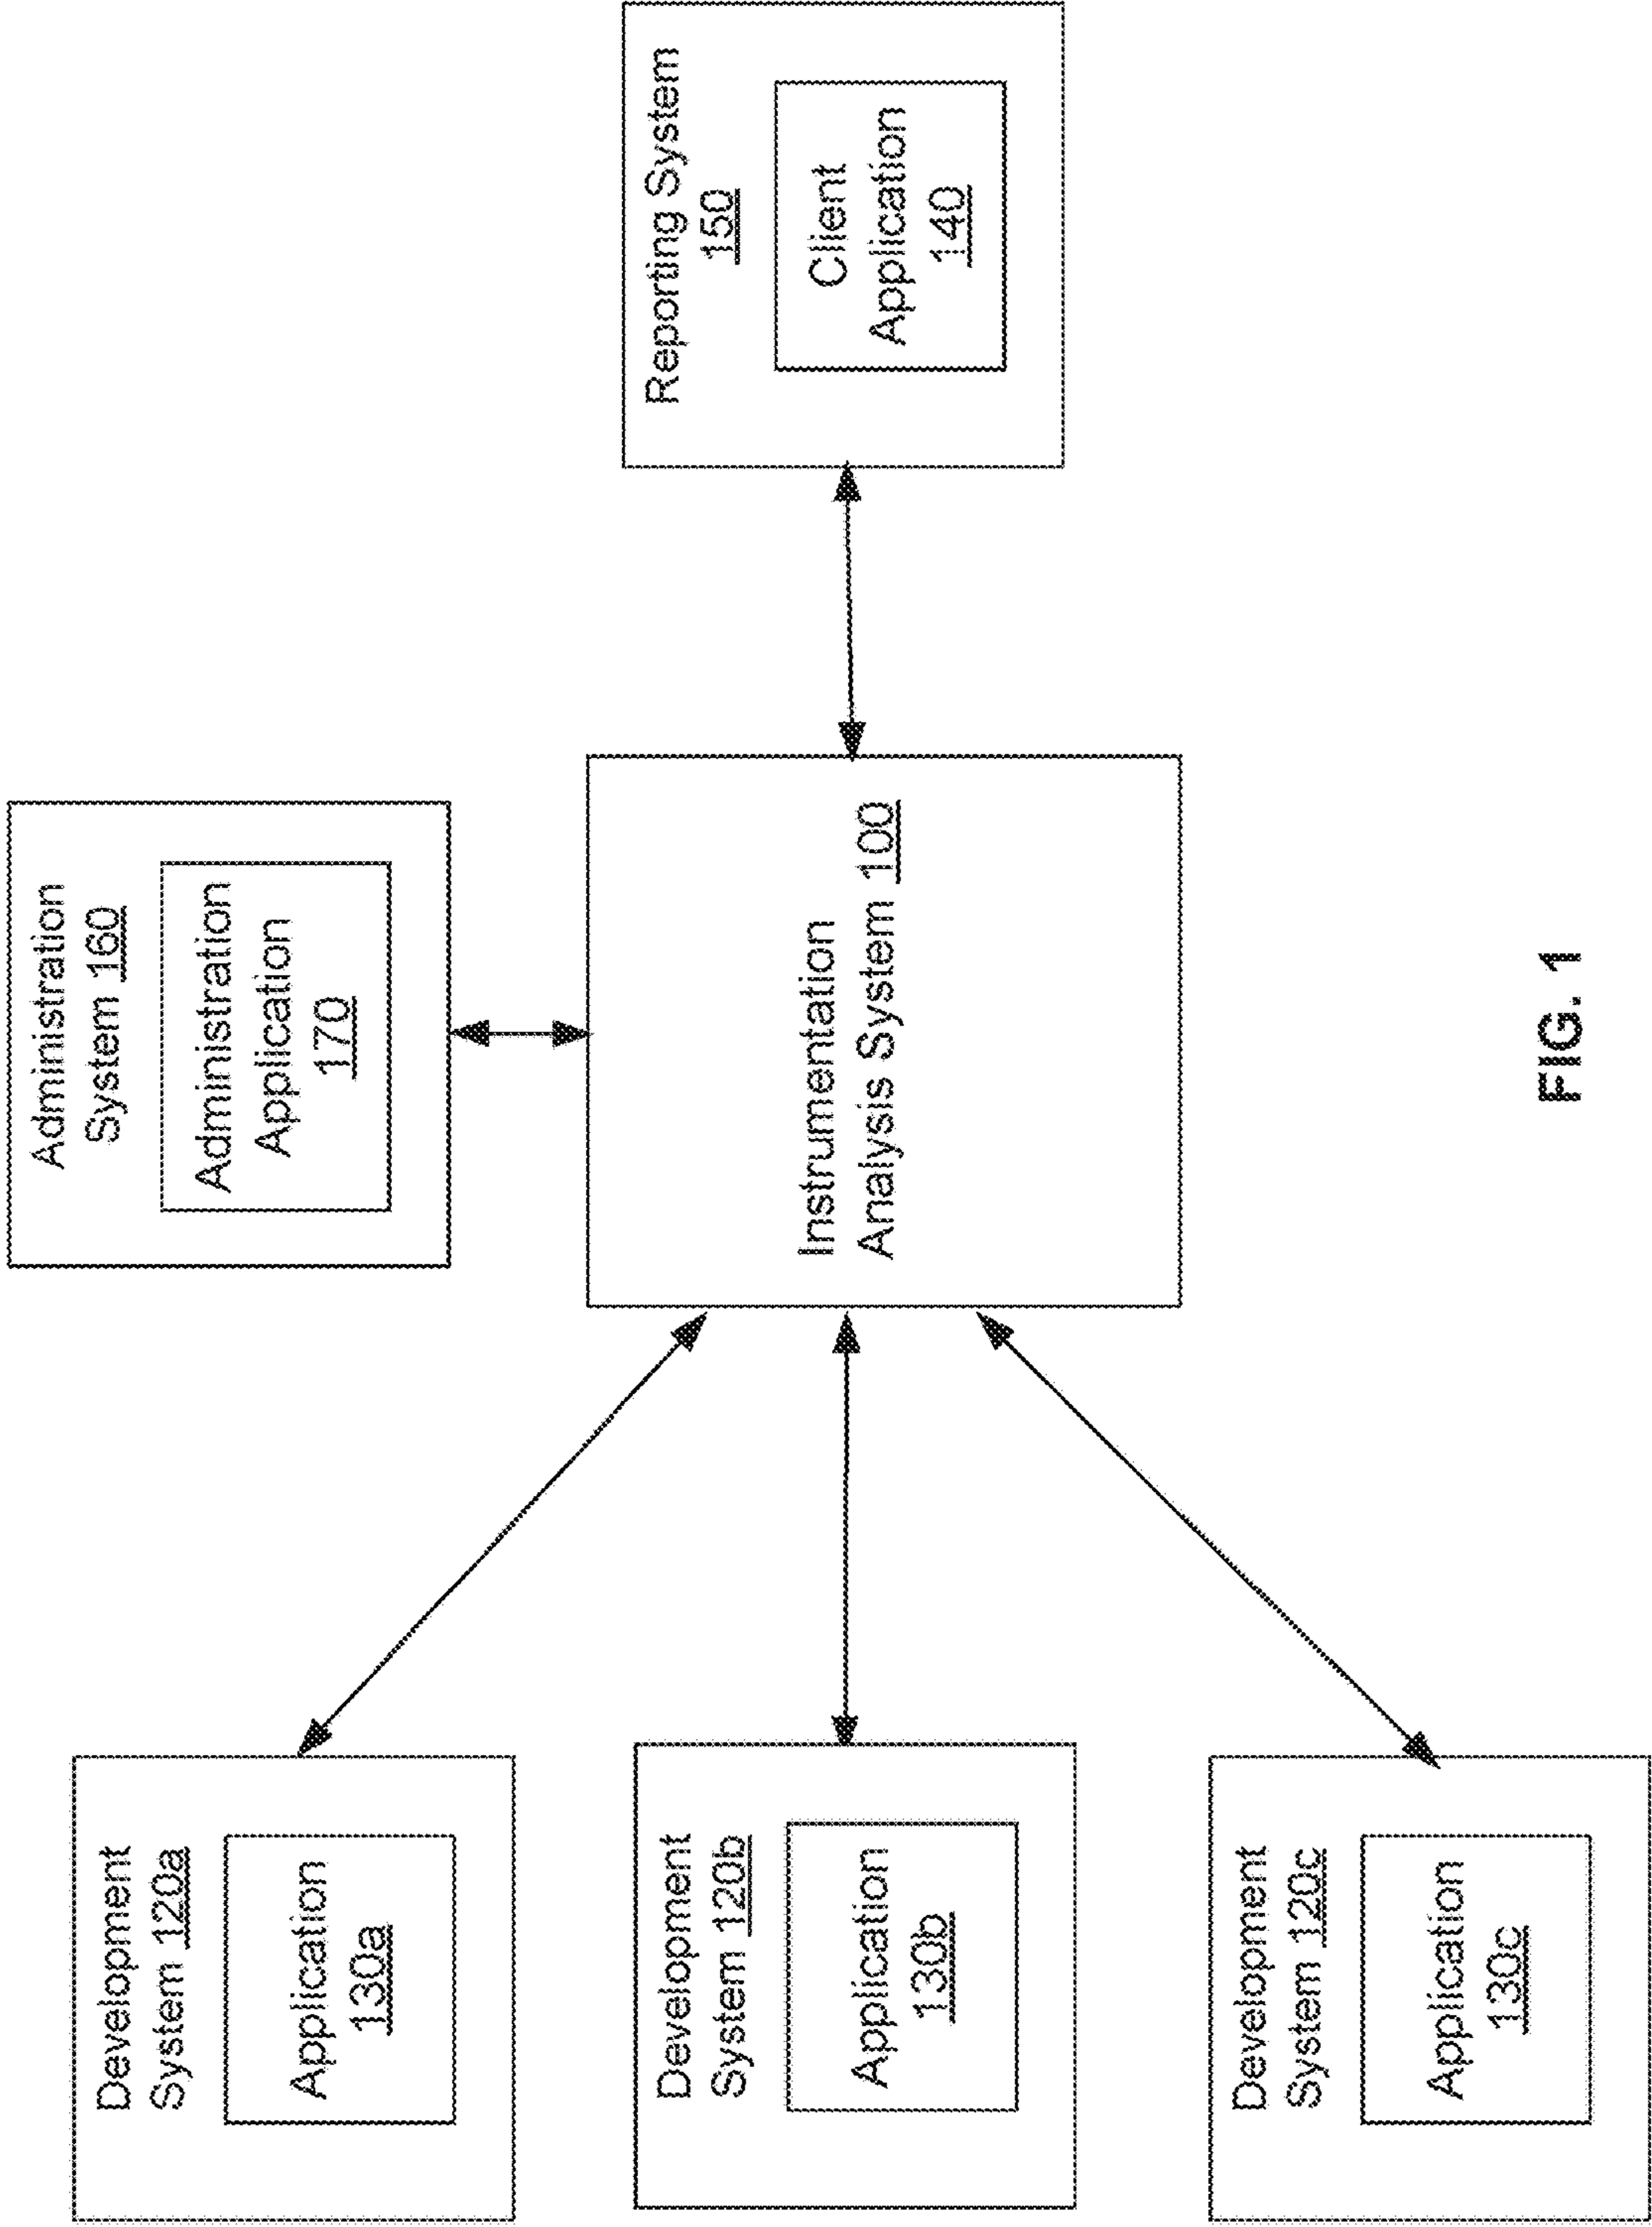 Administration
System 160
Administration
Application
170
Development
System 120a
Application
130a
Development
System 120b
Application
130b
Development
System 120c
Application
130c
Instrumentation
Analysis System 100
Reporting System
150
Client
Application
140
FIG. 1